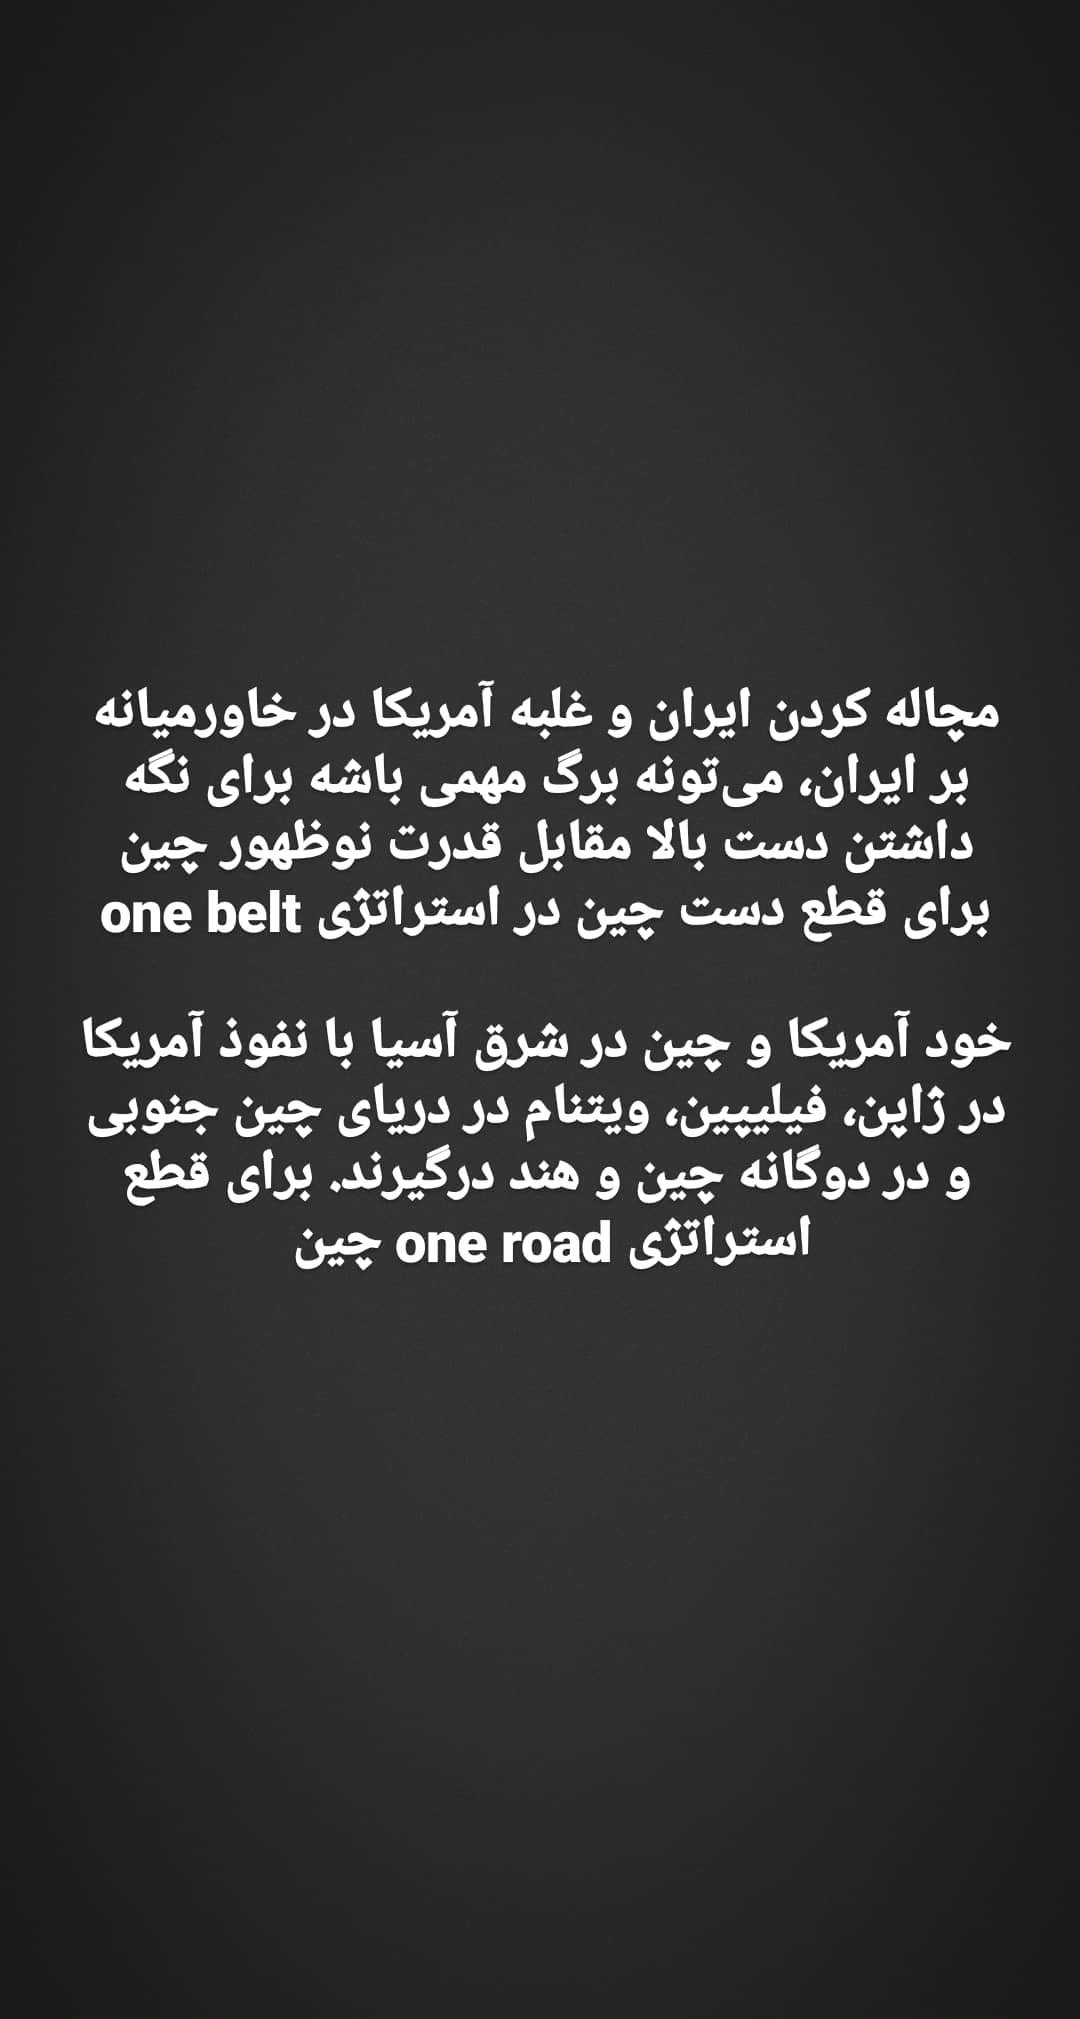 مچاله کردن ایران و غلبه آمریکا در خاورمیانه
بر ایران، می‌تونه برگ مهمی باشه برای نگه
داشتن دست بالا مقابل قدرت نوظهور چین
برای قطع دست چین در استراتژی one belt
خود آمریکا و چین در شرق آسیا با نفوذ آمریکا
در ژاپن، فیلیپین، ویتنام در دریای چین جنوبی
و در دوگانه چین و هند درگیرند. برای قطع
استراتژی one road چین